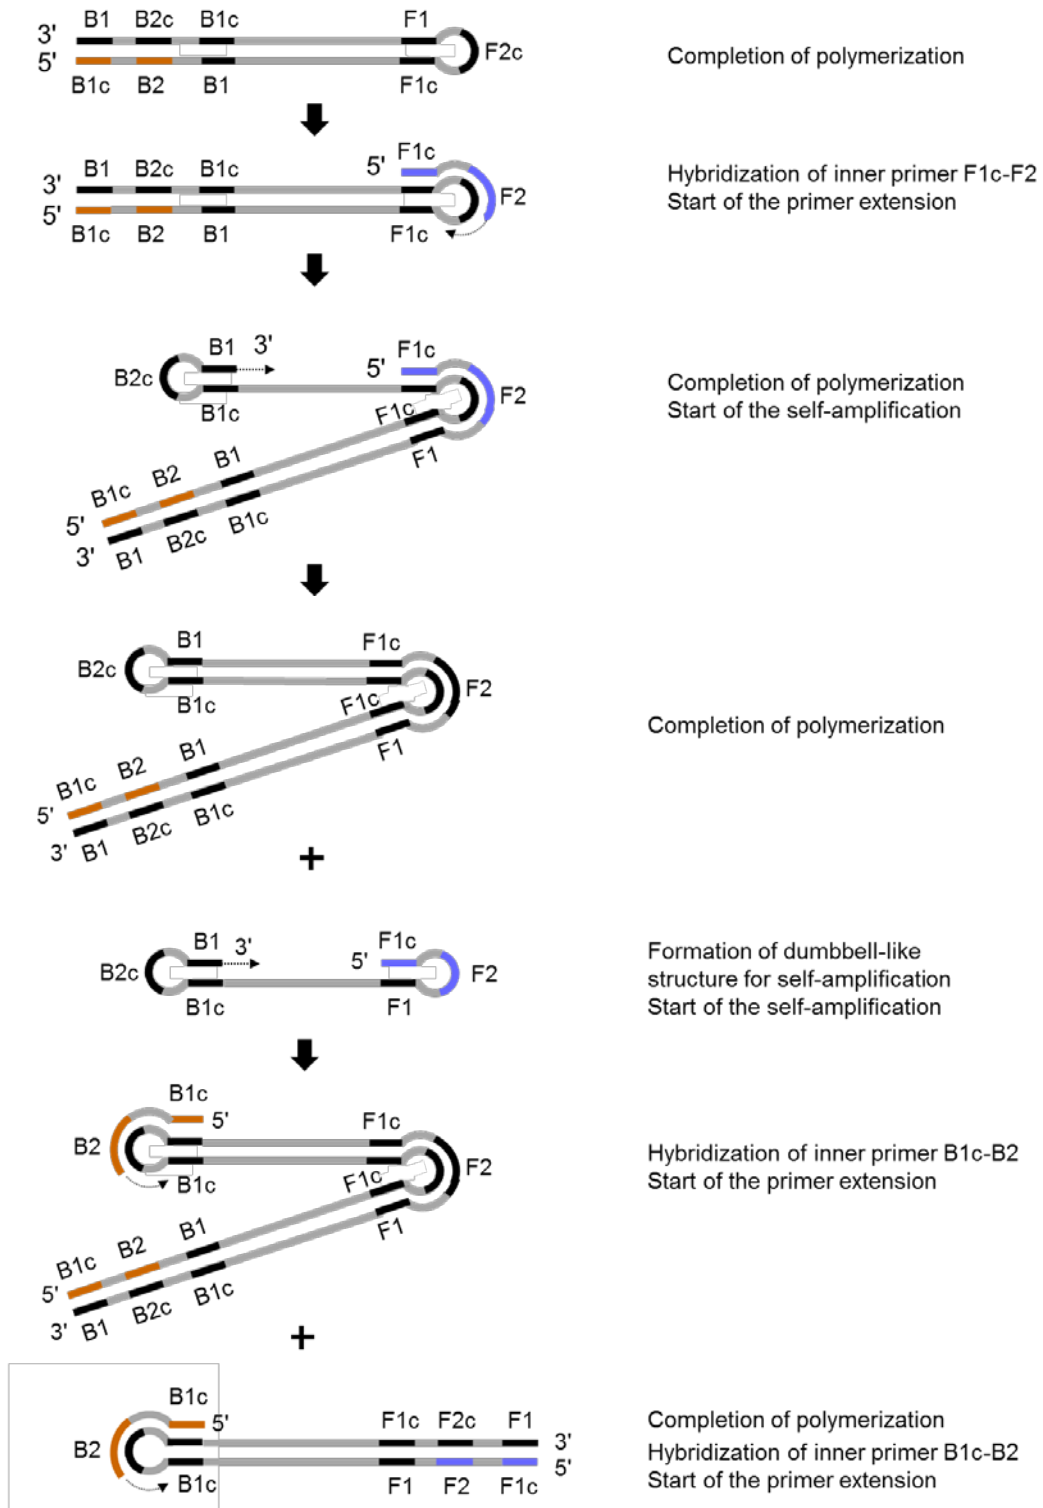 B1 B2c B1c F1
3'
F2c
5'
B1c B2 B1 F1c
Completion of polymerization
5' F1c
B1 B2c B1c
3'
F2
5'
B1c B2 B1 F1c
Hybridization of inner primer F1c-F2
Start of the primer extension
B1 3' 5' F1c
B2c F2
B1c F1c
F1
B1c B2 B1
5'
3' B1 B2c B1c
Completion of polymerization
Start of the self-amplification
B1 F1c
B2c F2
B1c F1c
F1
B1c B2 B1
5'
3' B1 B2c B1c
Completion of polymerization
+
B1 3' 5' F1c
B2c F2
B1c F1
Formation of dumbbell-like
structure for self-amplification
Start of the self-amplification
B1c
5' F1c
B2 F2
B1c F1c
F1
B1c B2 B1
5'
3' B1 B2c B1c
Hybridization of inner primer B1c-B2
Start of the primer extension
+
B1c
5' F1c F2c F1
B2 3'
5'
B1c F1 F2 F1c
Completion of polymerization
Hybridization of inner primer B1c-B2
Start of the primer extension